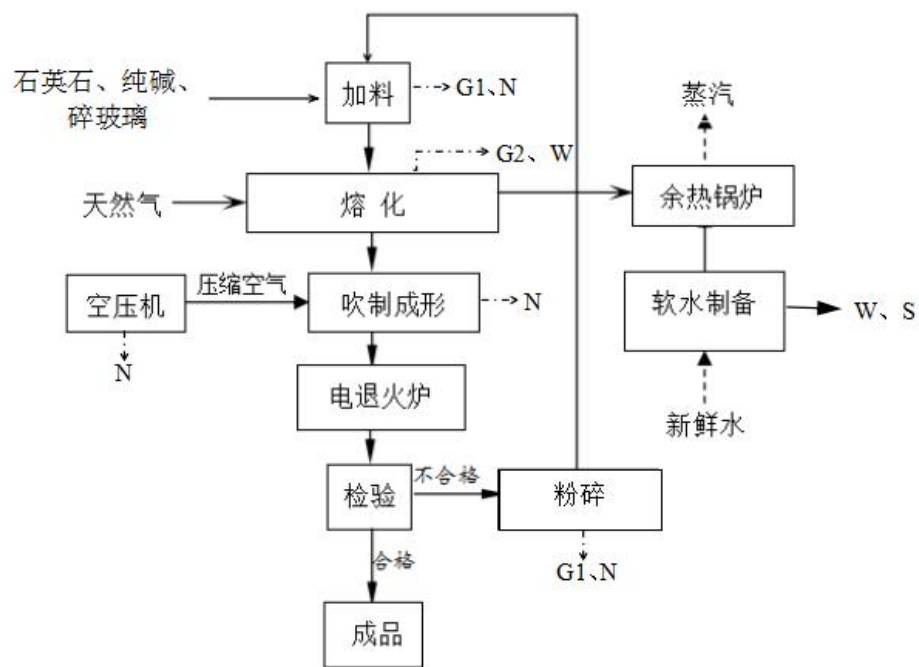 石英石、纯碱、
碎玻璃
加料
G1、N
蒸汽
G2、W
天然气
熔 化
余热锅炉
空压机
压缩空气
吹制成形
N
软水制备
W、S
N
电退火炉
新鲜水
检验
不合格
粉碎
合格
G1、N
成品